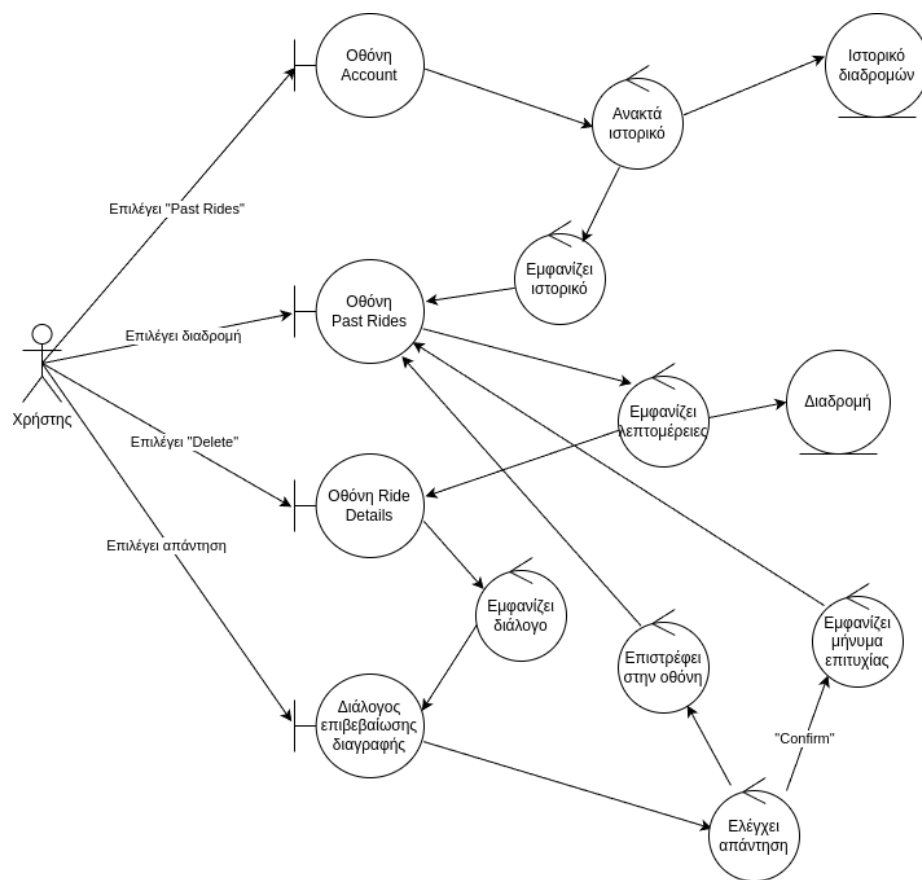 Οθόνη
Account
Ιστορικό
διαδρομών
Ανακτά
ιστορικό
Επιλέγει "Past Rides"
Εμφανίζει
ιστορικό
Οθόνη
Past Rides
Επιλέγει διαδρομή
Χρήστης
Εμφανίζει
λεπτομέρειες
Διαδρομή
Επιλέγει "Delete"
Οθόνη Ride
Details
Επιλέγει απάντηση
Εμφανίζει
διάλογο
Επιστρέφει
στην οθόνη
Εμφανίζει
μήνυμα
επιτυχίας
Διάλογος
επιβεβαίωσης
διαγραφής
"Confirm"
Ελέγχει
απάντηση